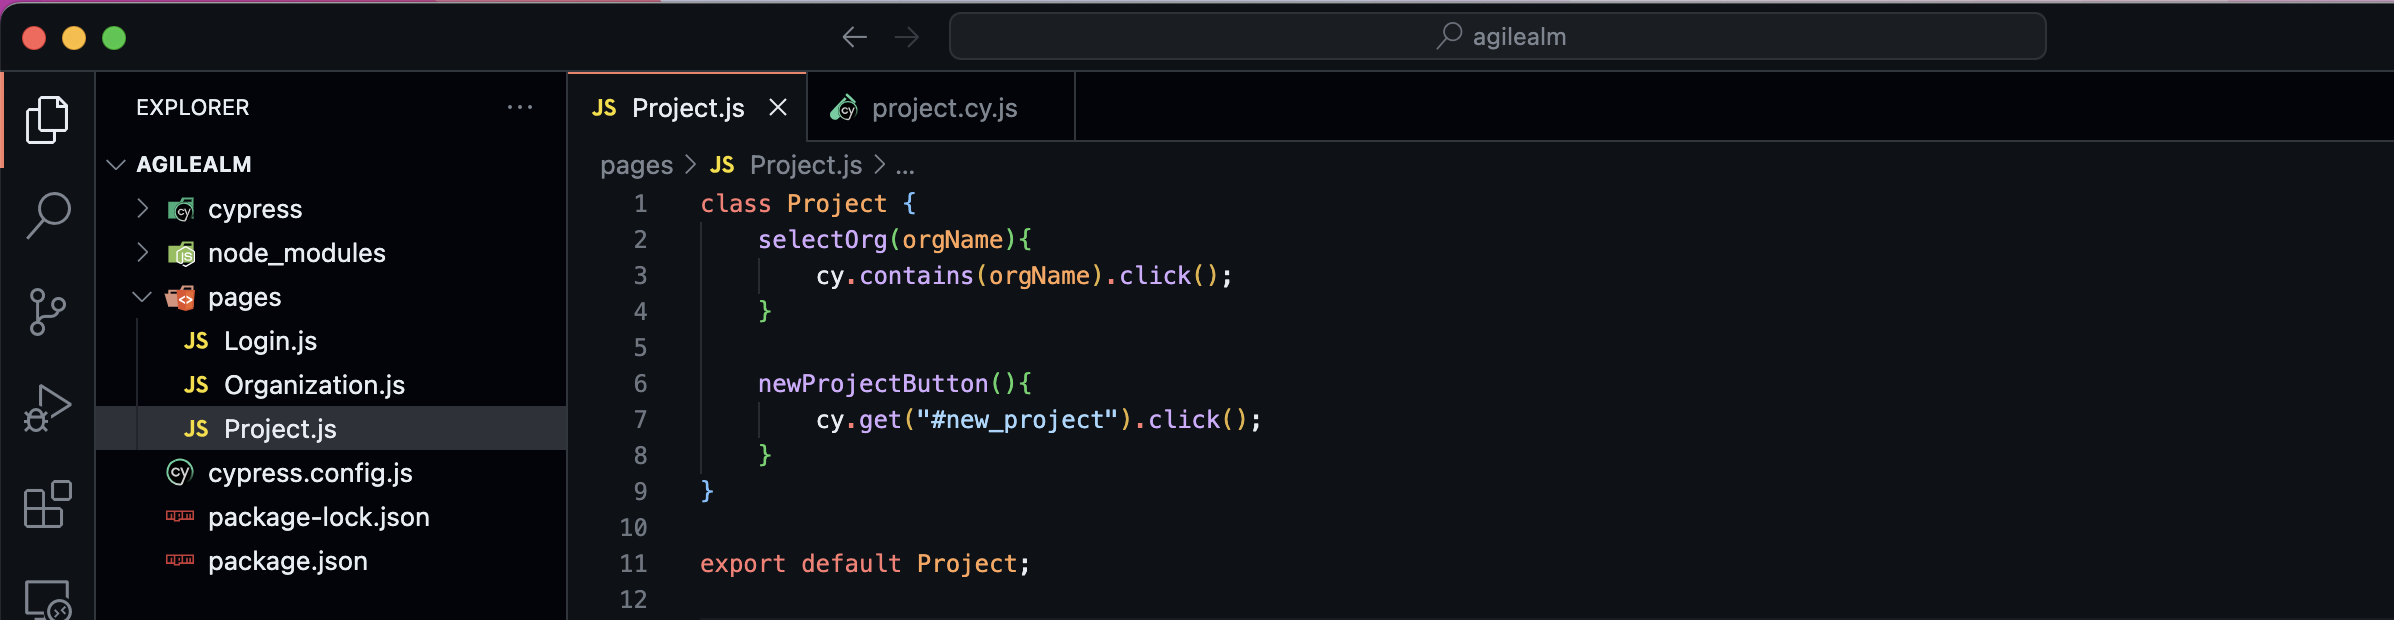 agilealm
EXPLORER
AGILEALM
cypress
node_modules
pages
JS Login.js
JS Organization.js
JS Project.js
cypress.config.js
package-lock.json
package.json
JS Project.js
project.cy.js
pages > JS Project.js > ...
1 class Project {
2 selectOrg(orgName){
3 cy.contains(orgName).click();
4 }
5
6 newProjectButton(){
7 cy.get("#new_project").click();
8 }
9 }
10
11 export default Project;
12